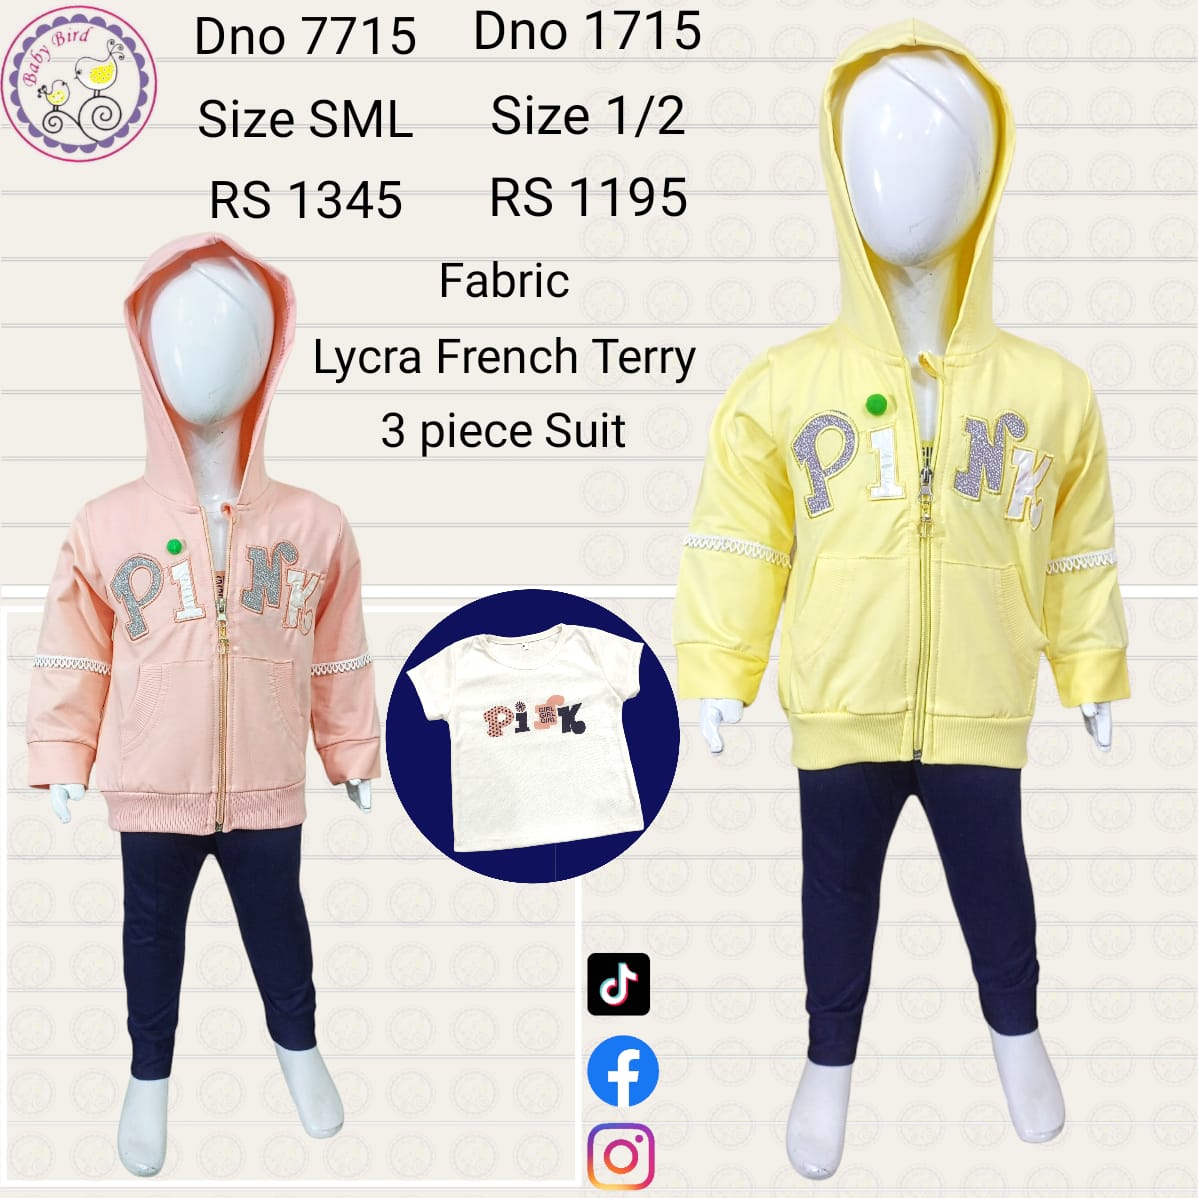 Baby Bird
Dno 7715
Size SML
RS 1345
Dno 1715
Size 1/2
RS 1195
Fabric
Lycra French Terry
3 piece Suit
PiNK
PiNK
PiNK
GIRL
GIRL
GIRL